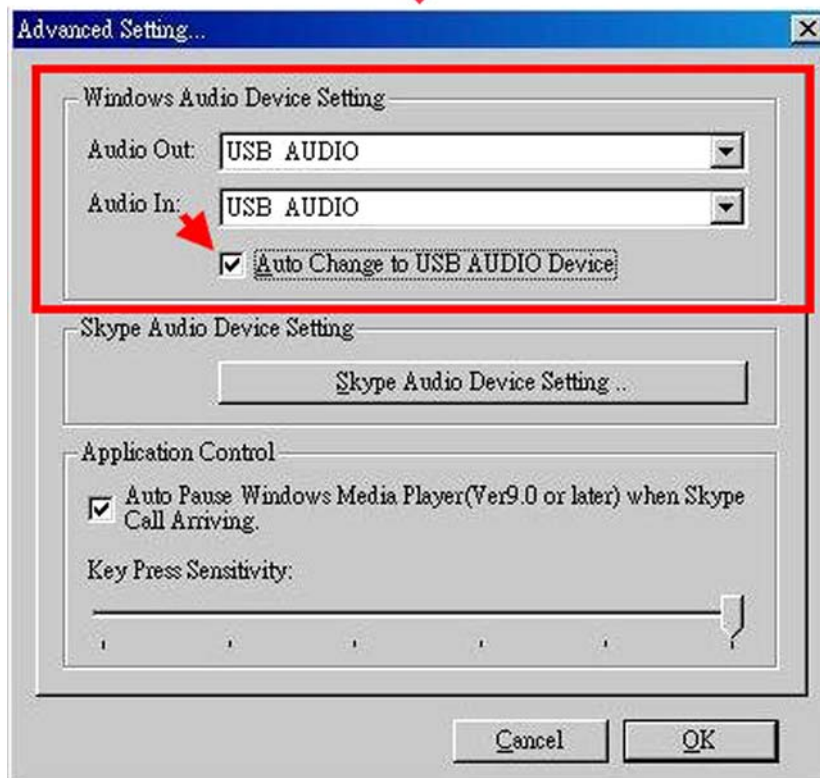 Advanced Setting...
Windows Audio Device Setting
Audio Out: USB AUDIO
Audio In: USB AUDIO
Auto Change to USB AUDIO Device
Skype Audio Device Setting
Skype Audio Device Setting ..
Application Control
Auto Pause Windows Media Player(Ver9.0 or later) when Skype
Call Arriving.
Key Press Sensitivity:
Cancel OK